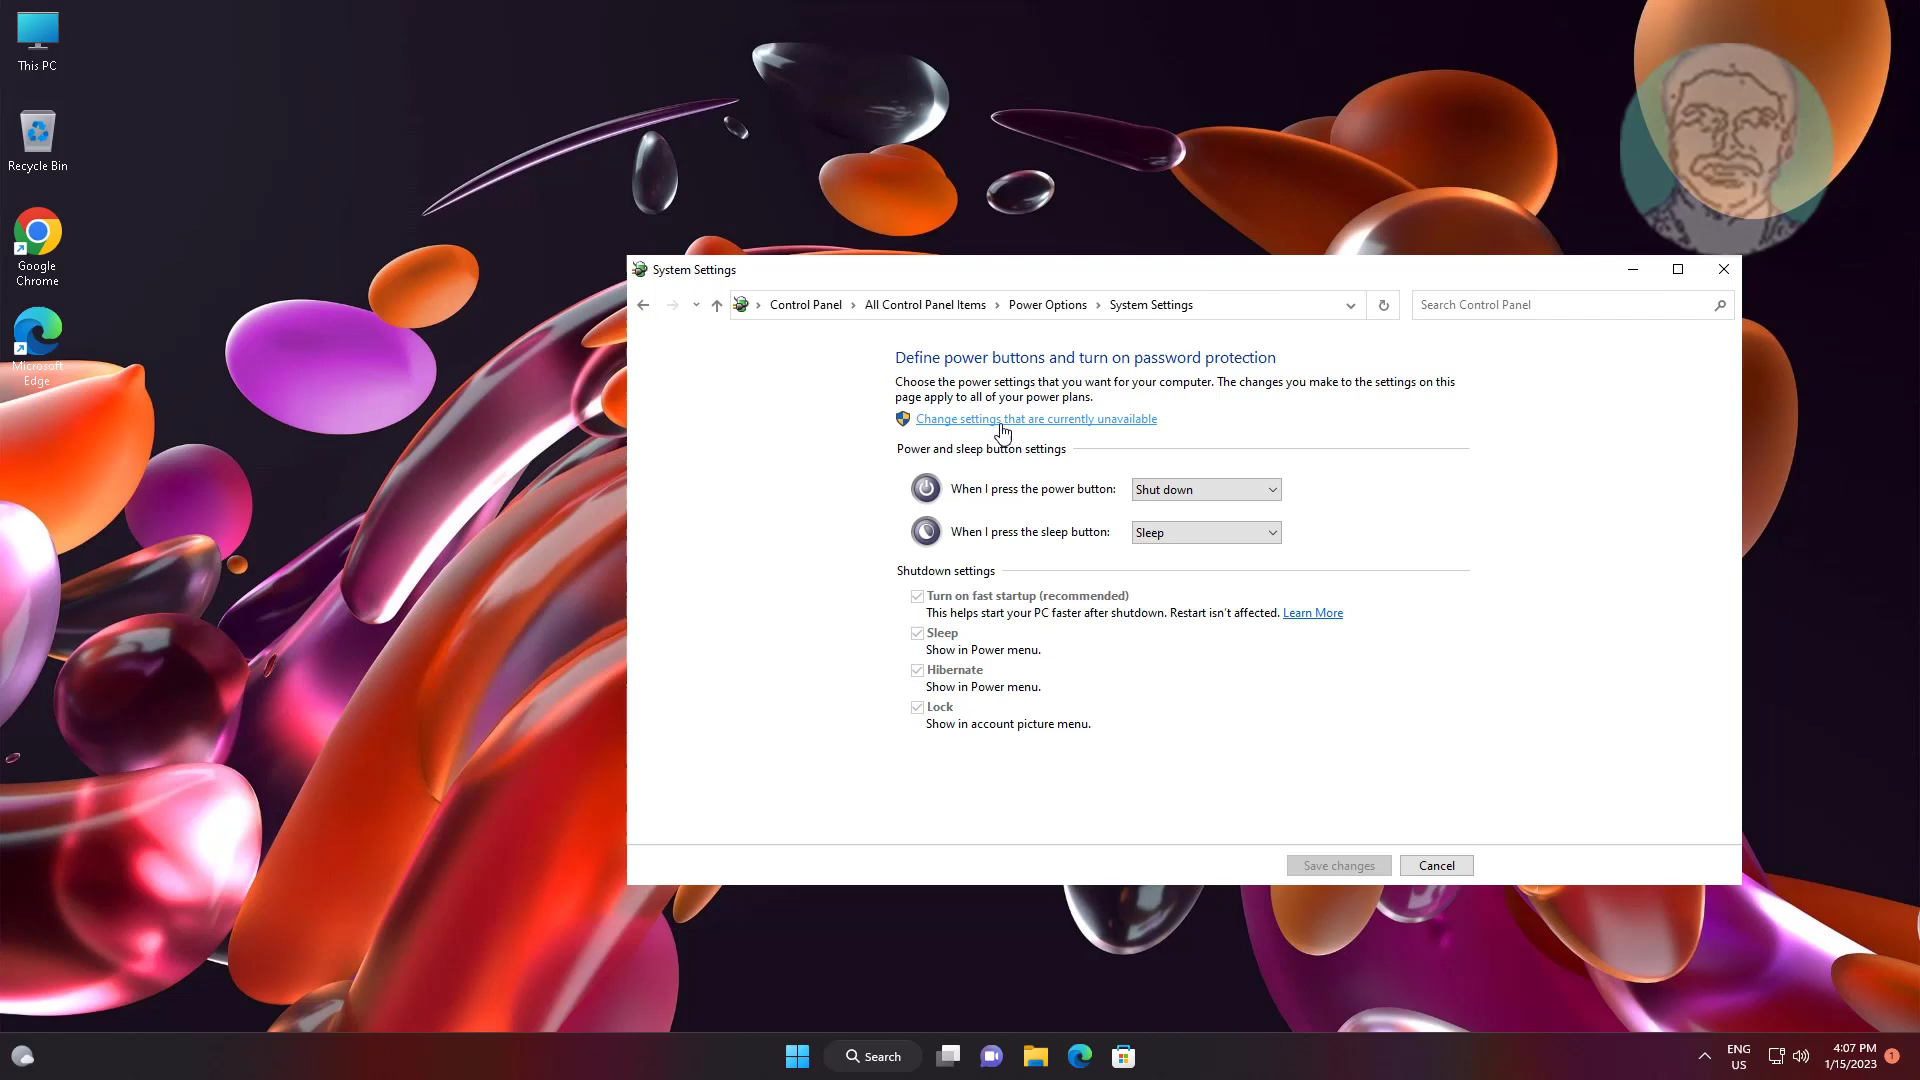 This PC
Recycle Bin
Google
Chrome
Microsoft
Edge
System Settings
Control Panel
All Control Panel Items
Power Options
System Settings
Search Control Panel
Define power buttons and turn on password protection
Choose the power settings that you want for your computer. The changes you make to the settings on this
page apply to all of your power plans.
Change settings that are currently unavailable
Power and sleep button settings
When I press the power button: Shut down
When I press the sleep button: Sleep
Shutdown settings
Turn on fast startup (recommended)
This helps start your PC faster after shutdown. Restart isn't affected. Learn More
Sleep
Show in Power menu.
Hibernate
Show in Power menu.
Lock
Show in account picture menu.
Save changes
Cancel
Search
ENG
US
4:07 PM
1/15/2023
1